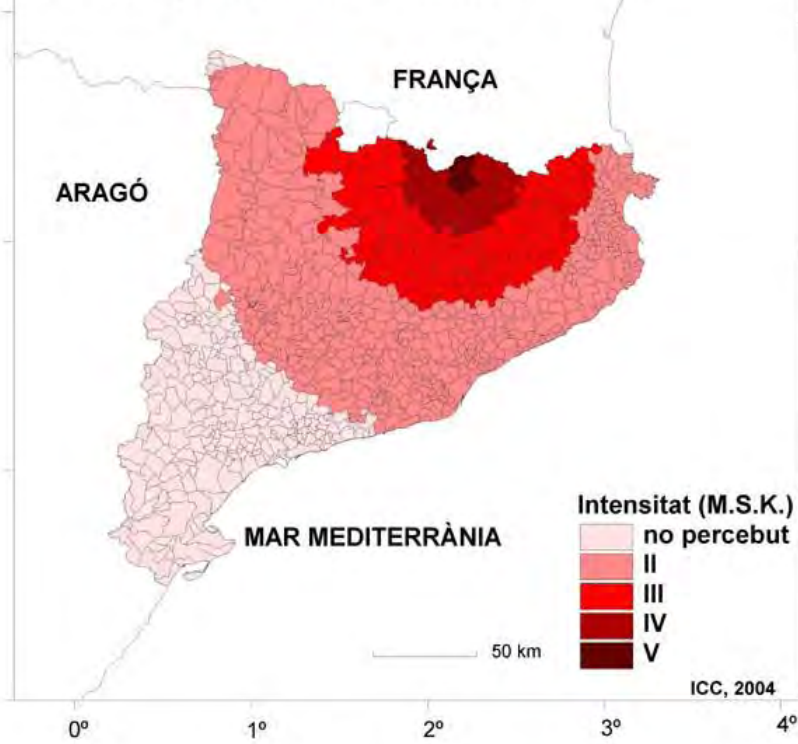 FRANÇA
ARAGÓ
MAR MEDITERRÀNIA
Intensitat (M.S.K.)
no percebut
II
III
IV
V
50 km
ICC, 2004
0º 1º 2º 3º 4º